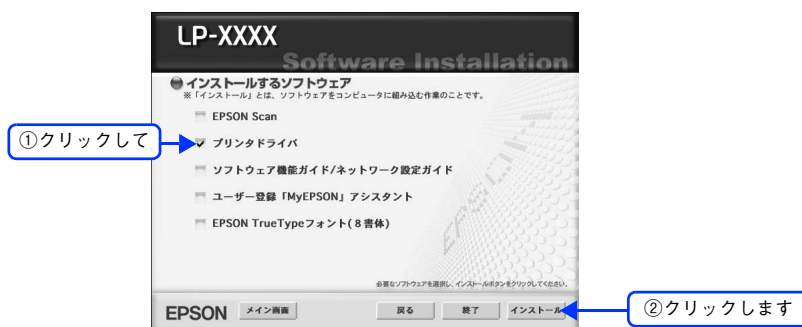 LP-XXXX
Software Installation
インストールするソフトウェア
※「インストール」とは、ソフトウェアをコンピュータに組み込む作業のことです。
EPSON Scan
①クリックして
プリンタドライバ
ソフトウェア機能ガイド/ネットワーク設定ガイド
ユーザー登録「MyEPSON」アシスタント
EPSON TrueTypeフォント(８書体)
EPSON
必要なソフトウェアを選択し、インストールボタンをクリックしてください。
EPSON メイン画面 戻る 終了 インストール ②クリックします